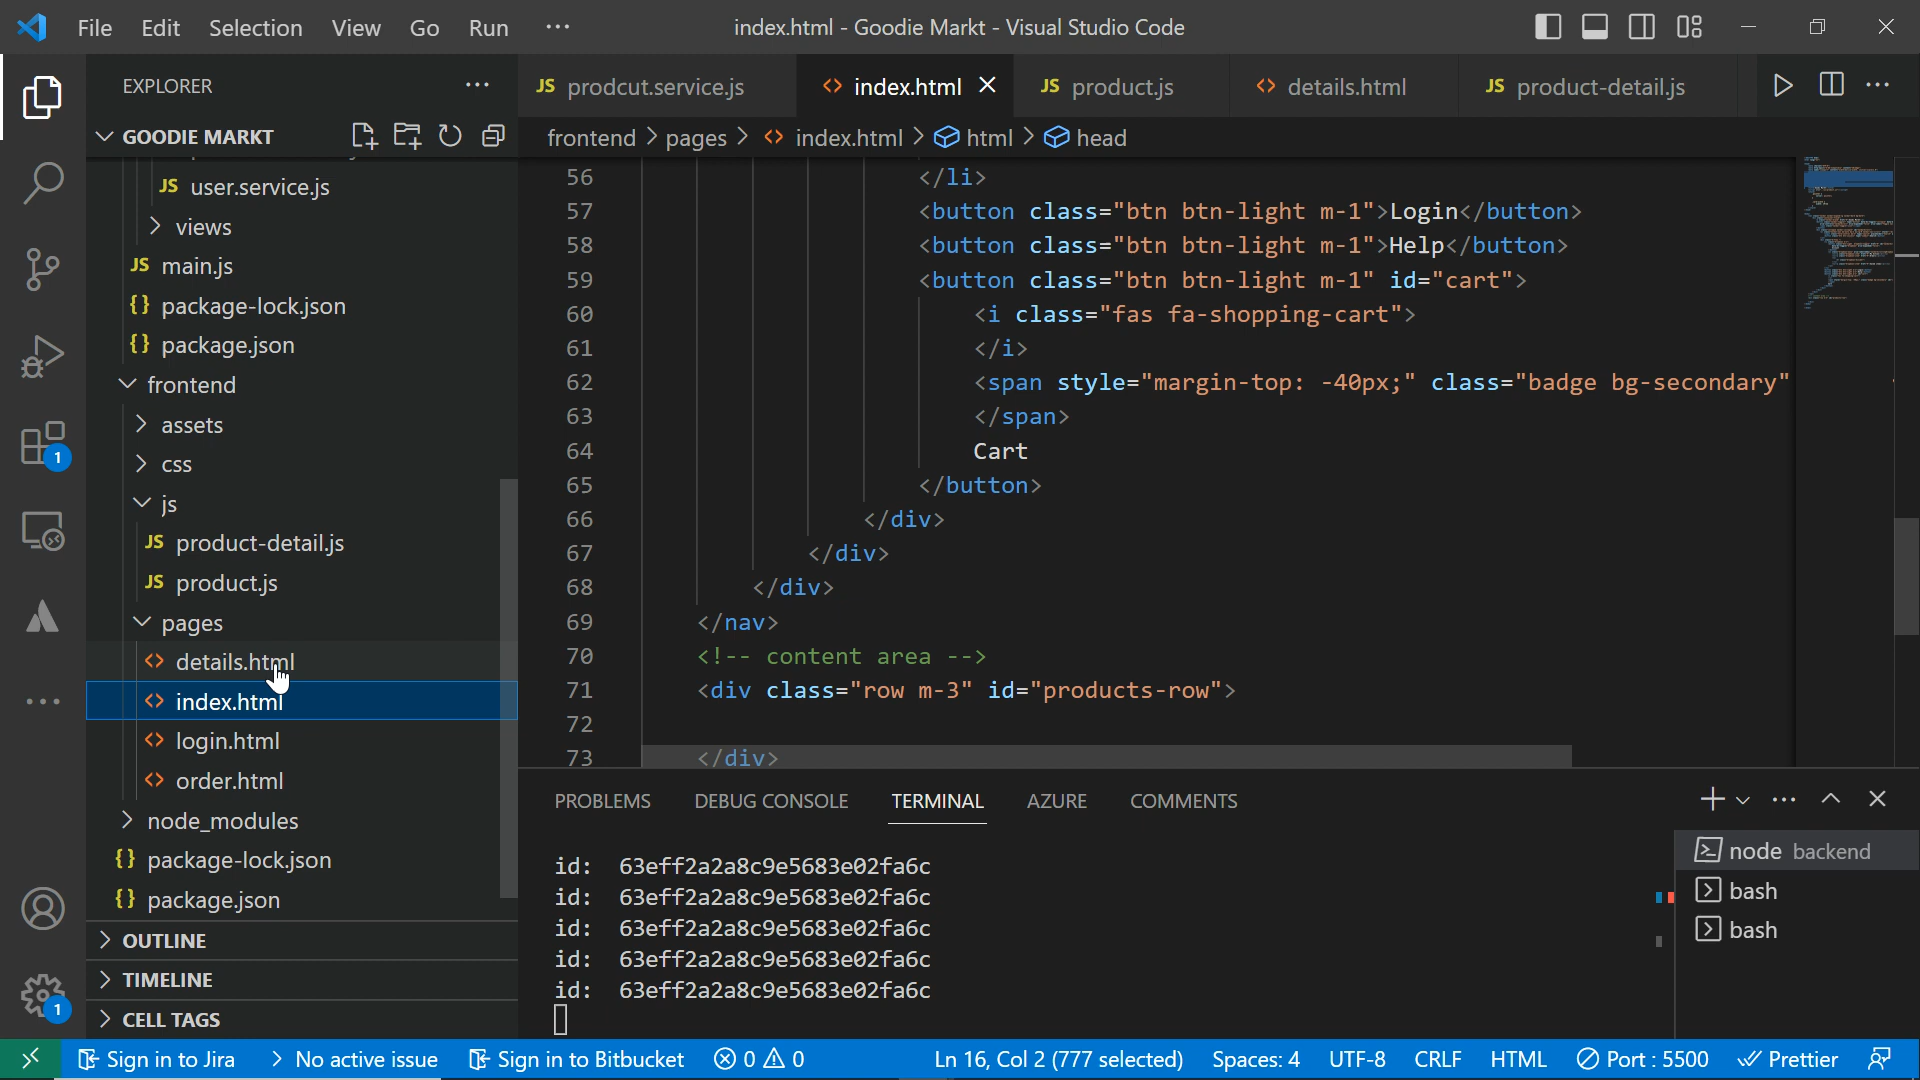 File Edit Selection View Go Run ···
index.html - Goodie Markt - Visual Studio Code
EXPLORER
GOODIE MARKT
JS user.service.js
views
JS main.js
{} package-lock.json
{} package.json
frontend
assets
css
js
JS product-detail.js
JS product.js
pages
<> details.html
<> index.html
<> login.html
<> order.html
node_modules
{} package-lock.json
{} package.json
OUTLINE
TIMELINE
CELL TAGS
1
1
JS prodcut.service.js
<> index.html
JS product.js
<> details.html
JS product-detail.js
frontend > pages > <> index.html > html > head
56 </li>
57 <button class="btn btn-light m-1">Login</button>
58 <button class="btn btn-light m-1">Help</button>
59 <button class="btn btn-light m-1" id="cart">
60 <i class="fas fa-shopping-cart">
61 </i>
62 <span style="margin-top: -40px;" class="badge bg-secondary"
63 </span>
64 Cart
65 </button>
66 </div>
67 </div>
68 </div>
69 </nav>
70 <!-- content area -->
71 <div class="row m-3" id="products-row">
72
73 </div>
PROBLEMS DEBUG CONSOLE TERMINAL AZURE COMMENTS
id: 63eff2a2a8c9e5683e02fa6c
id: 63eff2a2a8c9e5683e02fa6c
id: 63eff2a2a8c9e5683e02fa6c
id: 63eff2a2a8c9e5683e02fa6c
id: 63eff2a2a8c9e5683e02fa6c
node backend
bash
bash
Sign in to Jira No active issue Sign in to Bitbucket 0 0 Ln 16, Col 2 (777 selected) Spaces: 4 UTF-8 CRLF HTML Port : 5500 Prettier